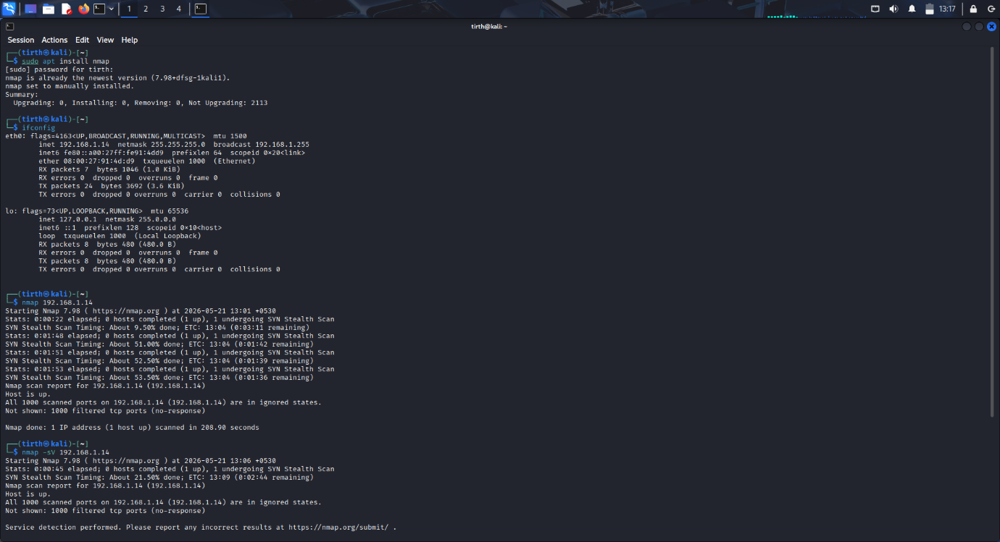 1 2 3 4
13:17
tirth@kali: ~
Session Actions Edit View Help
┌──(tirth㉿kali)-[~]
└─$ sudo apt install nmap
[sudo] password for tirth:
nmap is already the newest version (7.98+dfsg-1kali1).
nmap set to manually installed.
Summary:
  Upgrading: 0, Installing: 0, Removing: 0, Not Upgrading: 2113
┌──(tirth㉿kali)-[~]
└─$ ifconfig
eth0: flags=4163<UP,BROADCAST,RUNNING,MULTICAST>  mtu 1500
        inet 192.168.1.14  netmask 255.255.255.0  broadcast 192.168.1.255
        inet6 fe80::a00:27ff:fe91:4dd9  prefixlen 64  scopeid 0x20<link>
        ether 08:00:27:91:4d:d9  txqueuelen 1000  (Ethernet)
        RX packets 7  bytes 1046 (1.0 KiB)
        RX errors 0  dropped 0  overruns 0  frame 0
        TX packets 24  bytes 3692 (3.6 KiB)
        TX errors 0  dropped 0 overruns 0  carrier 0  collisions 0
lo: flags=73<UP,LOOPBACK,RUNNING>  mtu 65536
        inet 127.0.0.1  netmask 255.0.0.0
        inet6 ::1  prefixlen 128  scopeid 0x10<host>
        loop  txqueuelen 1000  (Local Loopback)
        RX packets 8  bytes 480 (480.0 B)
        RX errors 0  dropped 0  overruns 0  frame 0
        TX packets 8  bytes 480 (480.0 B)
        TX errors 0  dropped 0 overruns 0  carrier 0  collisions 0
┌──(tirth㉿kali)-[~]
└─$ nmap 192.168.1.14
Starting Nmap 7.98 ( https://nmap.org ) at 2026-05-21 13:01 +0530
Stats: 0:00:22 elapsed; 0 hosts completed (1 up), 1 undergoing SYN Stealth Scan
SYN Stealth Scan Timing: About 9.50% done; ETC: 13:04 (0:03:11 remaining)
Stats: 0:01:48 elapsed; 0 hosts completed (1 up), 1 undergoing SYN Stealth Scan
SYN Stealth Scan Timing: About 51.00% done; ETC: 13:04 (0:01:42 remaining)
Stats: 0:01:51 elapsed; 0 hosts completed (1 up), 1 undergoing SYN Stealth Scan
SYN Stealth Scan Timing: About 52.50% done; ETC: 13:04 (0:01:39 remaining)
Stats: 0:01:53 elapsed; 0 hosts completed (1 up), 1 undergoing SYN Stealth Scan
SYN Stealth Scan Timing: About 53.50% done; ETC: 13:04 (0:01:36 remaining)
Nmap scan report for 192.168.1.14 (192.168.1.14)
Host is up.
All 1000 scanned ports on 192.168.1.14 (192.168.1.14) are in ignored states.
Not shown: 1000 filtered tcp ports (no-response)
Nmap done: 1 IP address (1 host up) scanned in 208.90 seconds
┌──(tirth㉿kali)-[~]
└─$ nmap -sV 192.168.1.14
Starting Nmap 7.98 ( https://nmap.org ) at 2026-05-21 13:06 +0530
Stats: 0:00:45 elapsed; 0 hosts completed (1 up), 1 undergoing SYN Stealth Scan
SYN Stealth Scan Timing: About 21.50% done; ETC: 13:09 (0:02:44 remaining)
Nmap scan report for 192.168.1.14 (192.168.1.14)
Host is up.
All 1000 scanned ports on 192.168.1.14 (192.168.1.14) are in ignored states.
Not shown: 1000 filtered tcp ports (no-response)
Service detection performed. Please report any incorrect results at https://nmap.org/submit/ .